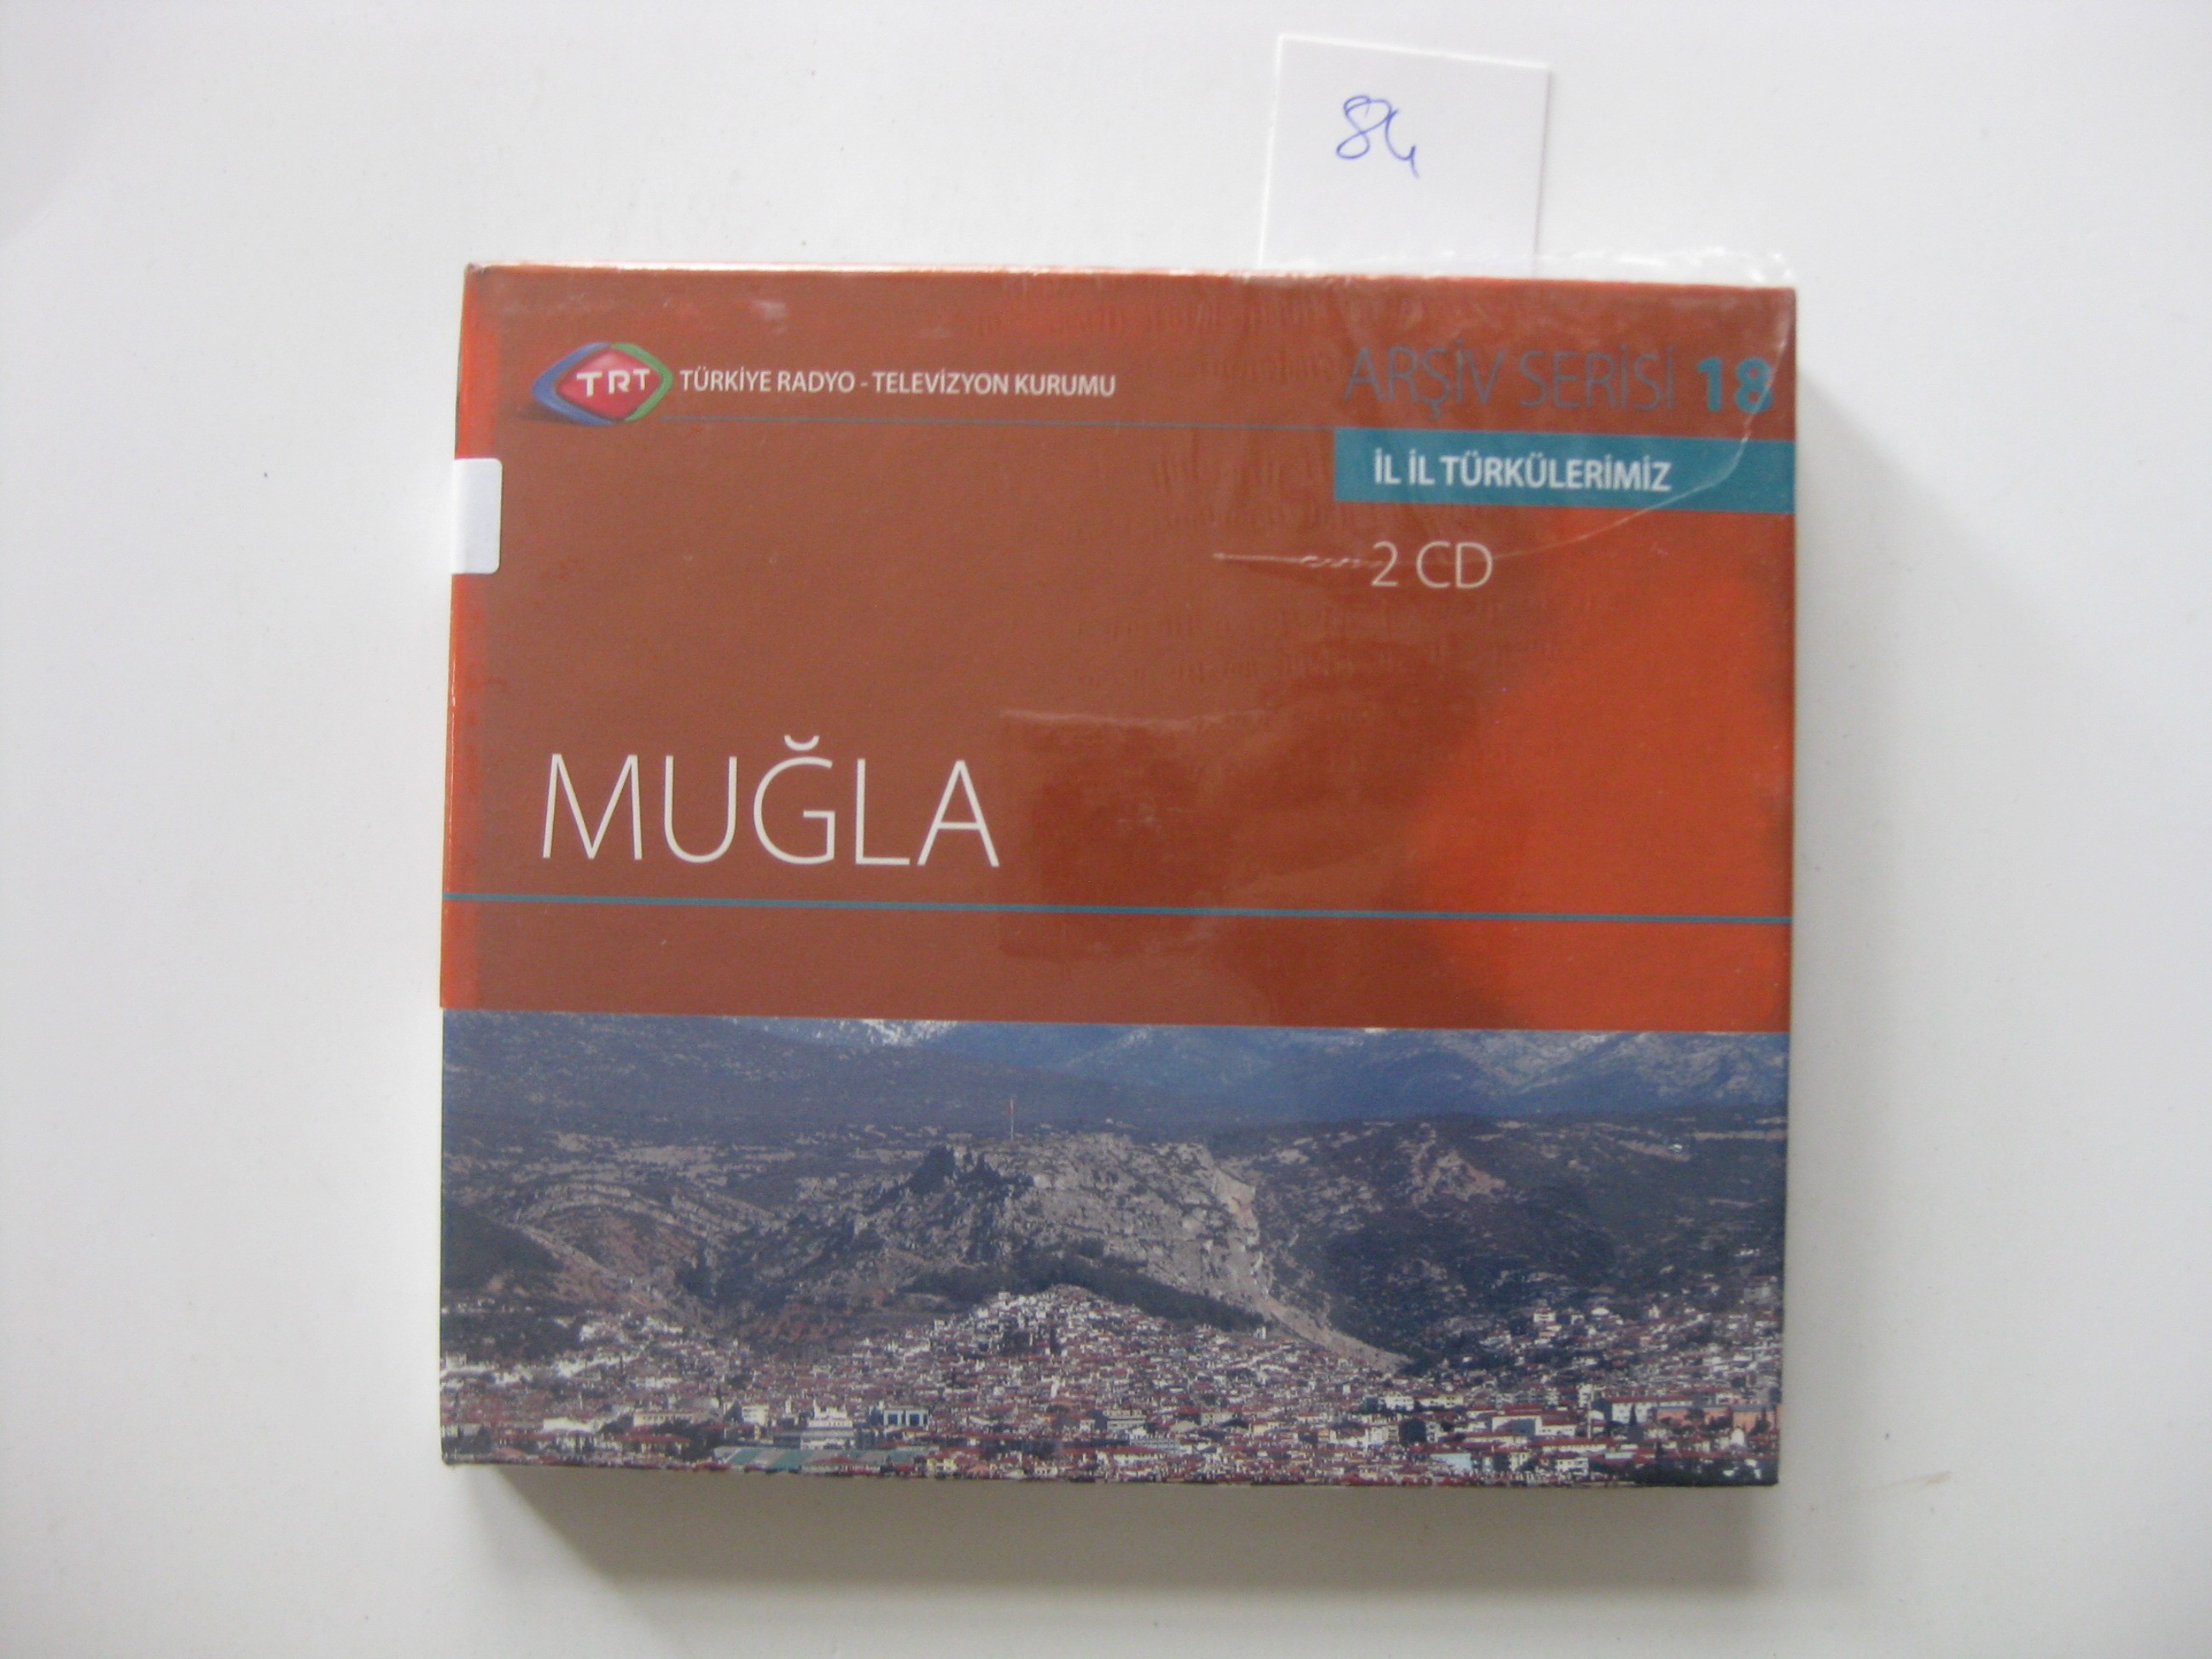 84
TRT TÜRKİYE RADYO - TELEVİZYON KURUMU
ARŞİV SERİSİ 18
İL İL TÜRKÜLERİMİZ
2 CD
MUĞLA